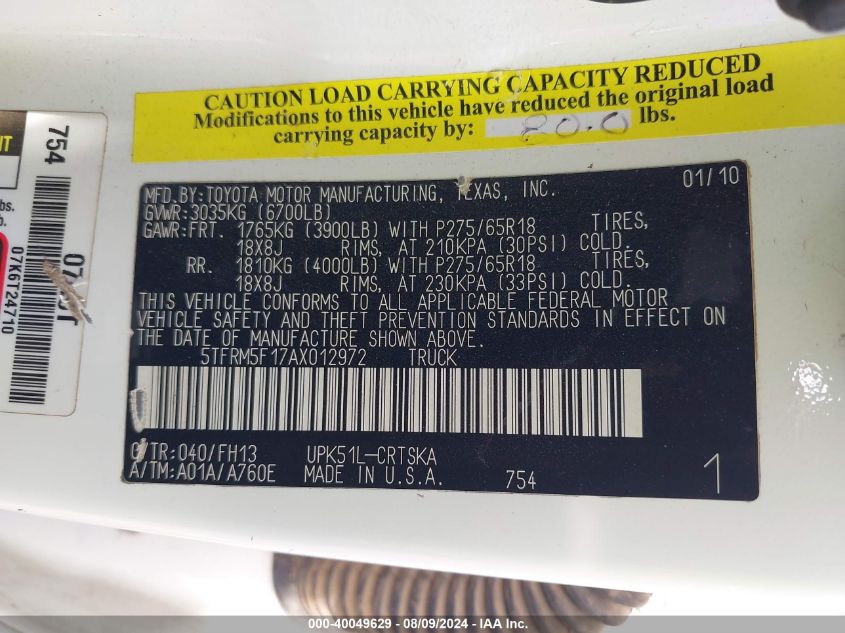 CAUTION LOAD CARRYING CAPACITY REDUCED
Modifications to this vehicle have reduced the original load
carrying capacity by: 20.0 lbs.
MFD.BY:TOYOTA MOTOR MANUFACTURING, TEXAS, INC. 01/10
GVWR:3035KG (6700LB)
GAWR:FRT. 1765KG (3900LB) WITH P275/65R18 TIRES,
18X8J RIMS, AT 210KPA (30PSI) COLD.
RR. 1810KG (4000LB) WITH P275/65R18 TIRES,
18X8J RIMS, AT 230KPA (33PSI) COLD.
THIS VEHICLE CONFORMS TO ALL APPLICABLE FEDERAL MOTOR
VEHICLE SAFETY AND THEFT PREVENTION STANDARDS IN EFFECT ON
THE DATE OF MANUFACTURE SHOWN ABOVE.
5TFRM5F17AX012972 TRUCK
C/TR:040/FH13 UPK51L-CRTSKA
A/TM:A01A/A760E MADE IN U.S.A. 754 1
754
07K6T24710
lbs.
000-40049629 - 08/09/2024 - IAA Inc.